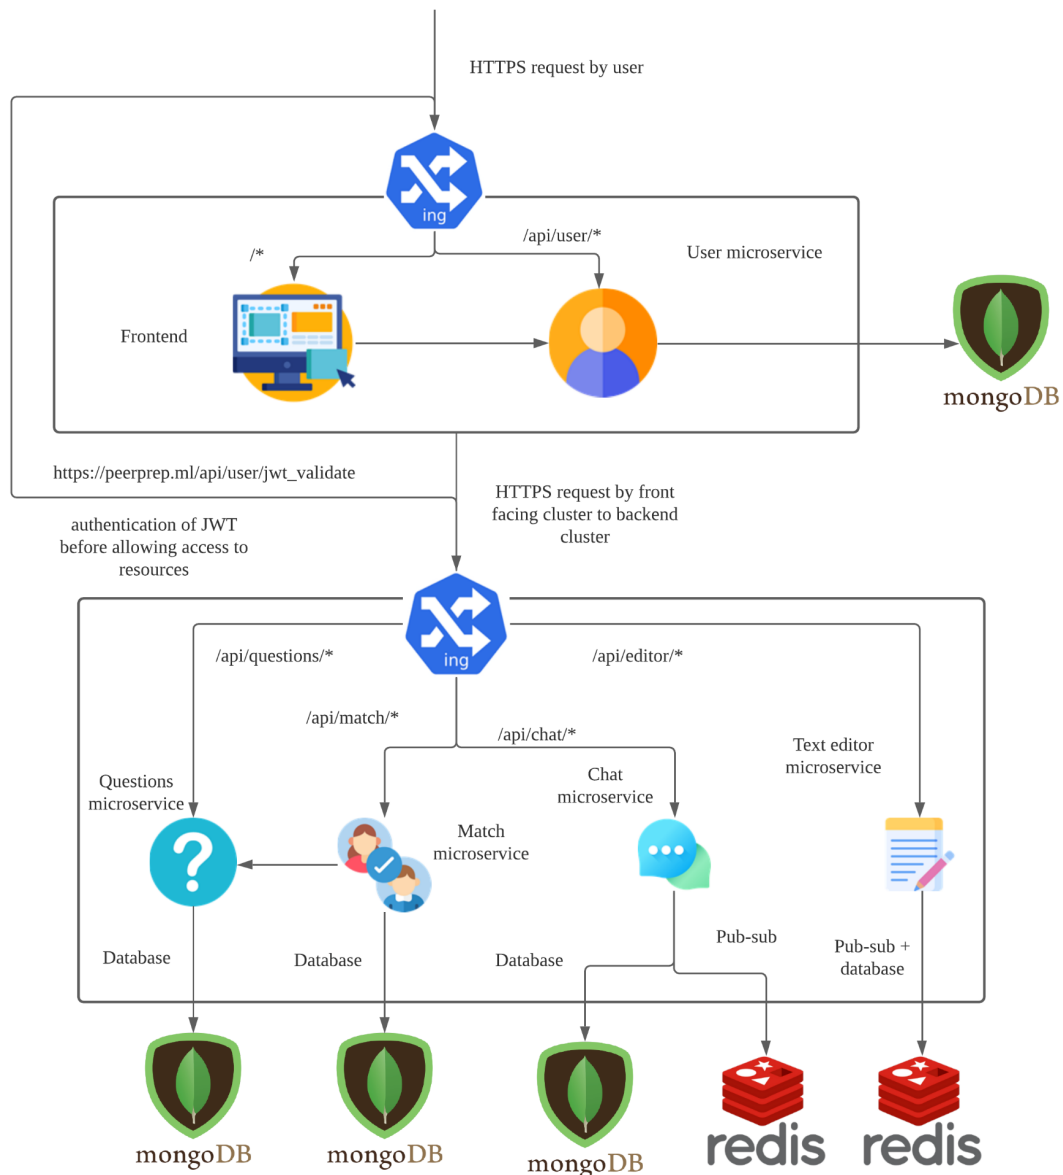 HTTPS request by user
ing
/*
/api/user/*
User microservice
Frontend
mongoDB
https://peerprep.ml/api/user/jwt_validate
authentication of JWT
before allowing access to
resources
HTTPS request by front
facing cluster to backend
cluster
ing
/api/questions/*
/api/editor/*
/api/match/*
/api/chat/*
Questions
microservice
Match
microservice
Chat
microservice
Text editor
microservice
Database
Database
Database
Pub-sub
Pub-sub +
database
mongoDB
mongoDB
mongoDB
redis
redis